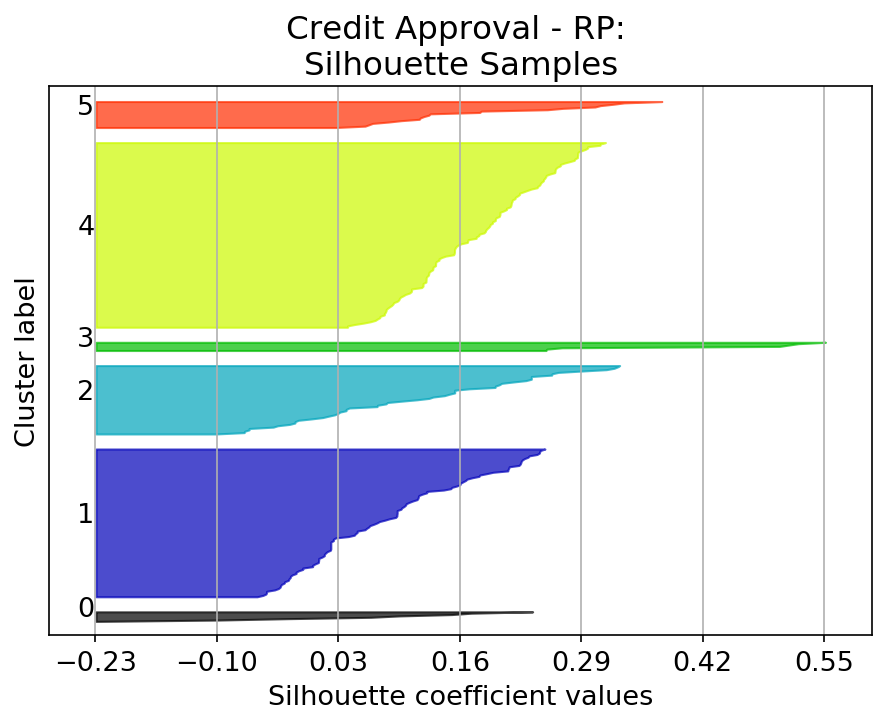 Credit Approval - RP:
Silhouette Samples
Cluster label
5
4
3
2
1
0
−0.23 −0.10 0.03 0.16 0.29 0.42 0.55
Silhouette coefficient values